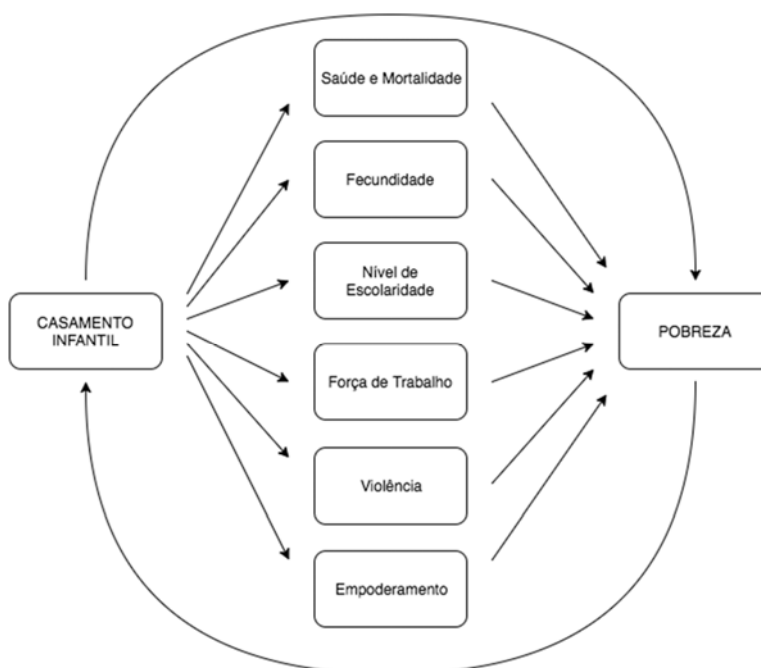 Saúde e Mortalidade
Fecundidade
Nível de
Escolaridade
CASAMENTO
INFANTIL
POBREZA
Força de Trabalho
Violência
Empoderamento